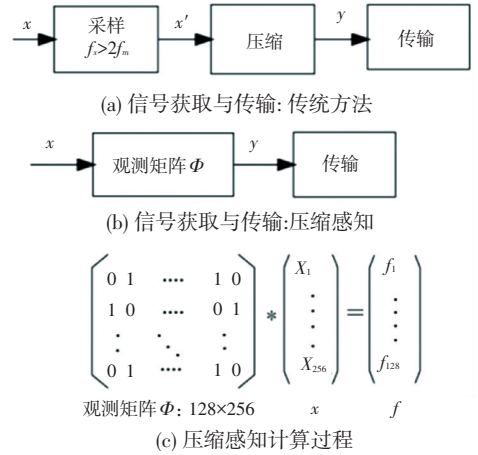 x 采样 x′ 压缩 y 传输
fs>2fm
(a) 信号获取与传输: 传统方法
x 观测矩阵Φ y 传输
(b) 信号获取与传输:压缩感知
0 1 ···· 1 0 X1 f1
1 0 ···· 0 1 * =
0 1 ···· 1 0 X256 f128
观测矩阵Φ: 128×256 x f
(c) 压缩感知计算过程